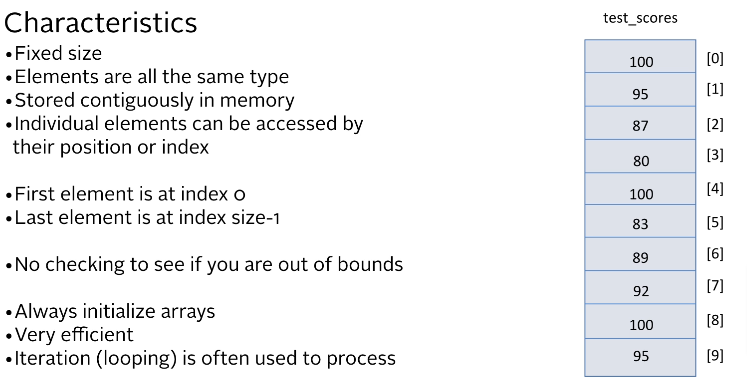 Characteristics
•Fixed size
•Elements are all the same type
•Stored contiguously in memory
•Individual elements can be accessed by
their position or index
•First element is at index 0
•Last element is at index size-1
•No checking to see if you are out of bounds
•Always initialize arrays
•Very efficient
•Iteration (looping) is often used to process
test_scores
100 [0]
95 [1]
87 [2]
80 [3]
100 [4]
83 [5]
89 [6]
92 [7]
100 [8]
95 [9]